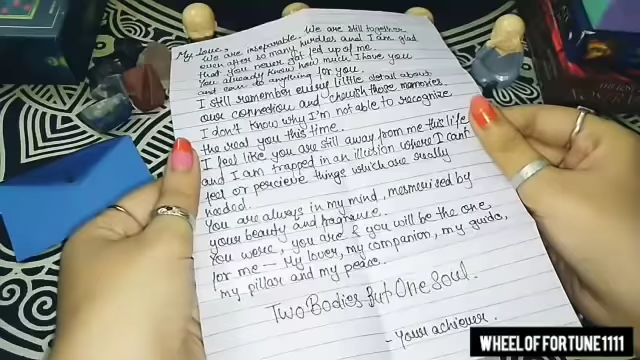 My Love,
We are still together
We are inseparable
even after so many hurdles and I am glad
that you never got fed up of me.
You already know how much I love you
and can do anything for you.
I still remember every little detail about
our connection and cherish those memories
I don't know why I'm not able to recognize
the real you this time.
I feel like you are still away from me this life
and I am trapped in an illusion where I can't
feel or percieve things which are really
needed.
You are always in my mind, mesmerised by
your beauty and fragrance.
You were, you are & you will be the one
for me – My lover, my companion, my guide,
my pillar and my peace.
Two Bodies but One Soul.
- Your achiever.
WHEEL OF FORTUNE1111